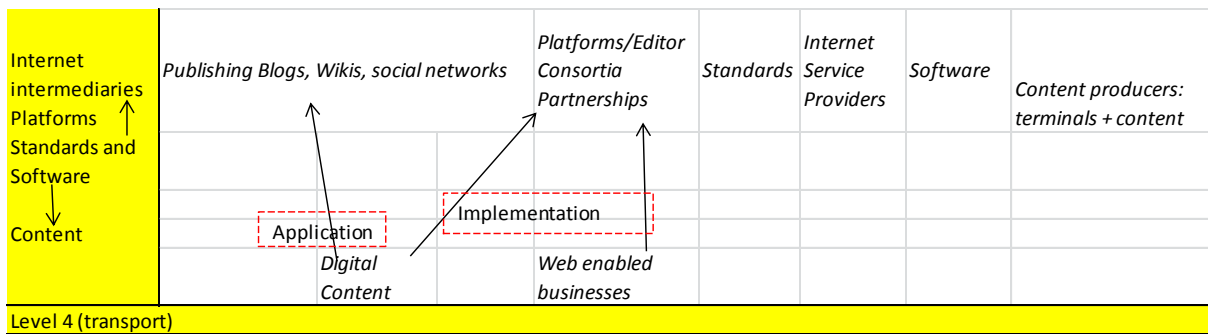 Internet
intermediaries
Platforms
Standards and
Software
Content
Publishing Blogs, Wikis, social networks
Platforms/Editor
Consortia
Partnerships
Standards
Internet
Service
Providers
Software
Content producers:
terminals + content
Application
Implementation
Digital
Content
Web enabled
businesses
Level 4 (transport)